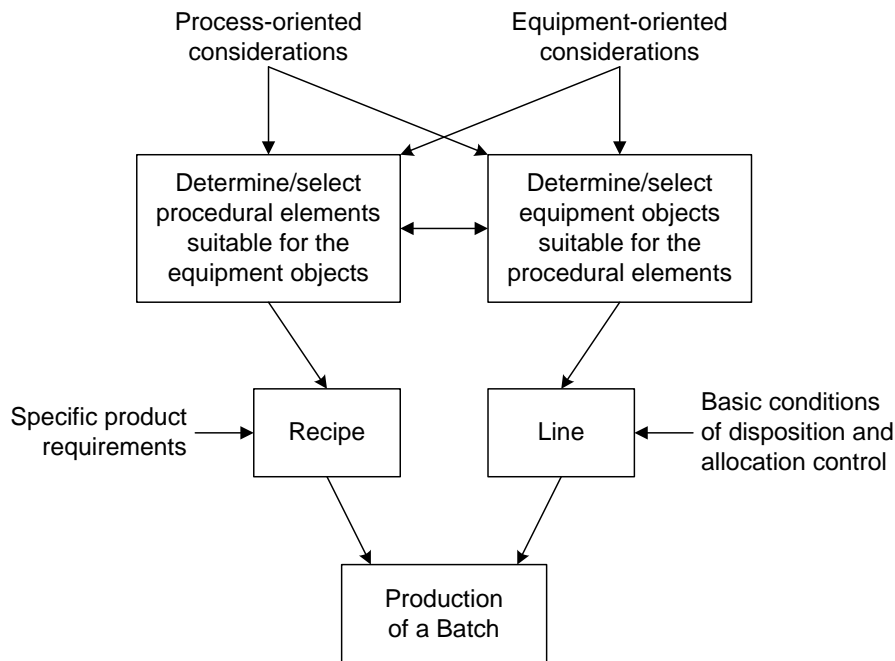 Process-oriented
considerations
Equipment-oriented
considerations
Determine/select
procedural elements
suitable for the
equipment objects
Determine/select
equipment objects
suitable for the
procedural elements
Specific product
requirements
Recipe
Line
Basic conditions
of disposition and
allocation control
Production
of a Batch